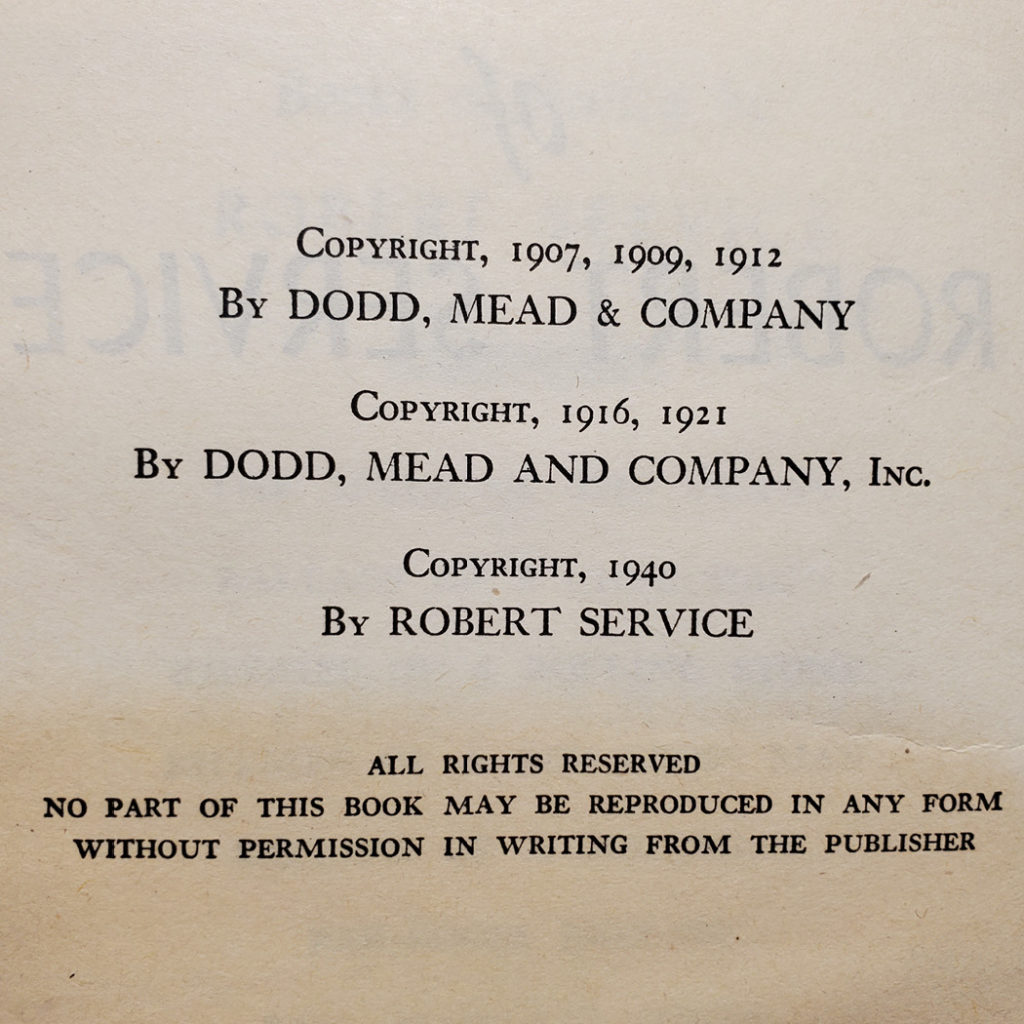 Copyright, 1907, 1909, 1912
By DODD, MEAD & COMPANY
Copyright, 1916, 1921
By DODD, MEAD AND COMPANY, Inc.
Copyright, 1940
By ROBERT SERVICE
ALL RIGHTS RESERVED
NO PART OF THIS BOOK MAY BE REPRODUCED IN ANY FORM
WITHOUT PERMISSION IN WRITING FROM THE PUBLISHER